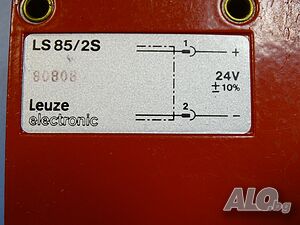 LS 85/2S
80808
Leuze
electronic
1
+
24V
±10%
2
−
ALO.bg